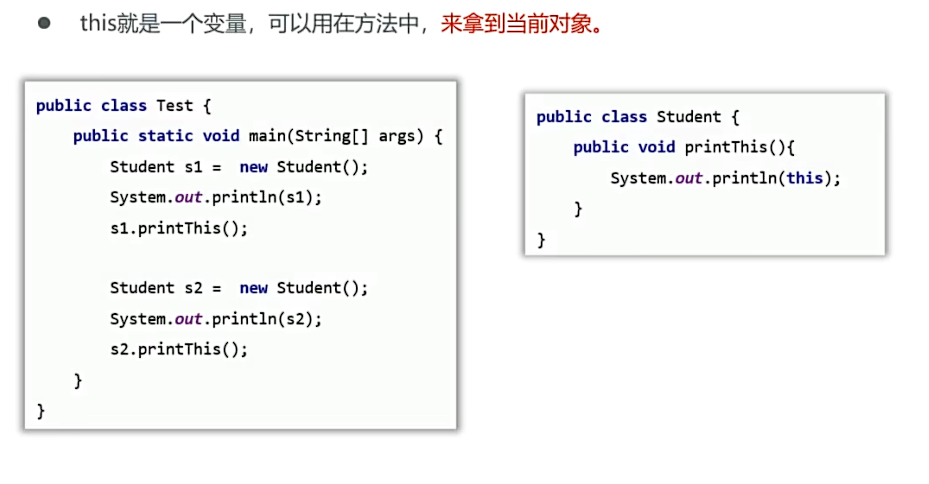 ● this就是一个变量，可以用在方法中，来拿到当前对象。
public class Test {
    public static void main(String[] args) {
        Student s1 =  new Student();
        System.out.println(s1);
        s1.printThis();

        Student s2 =  new Student();
        System.out.println(s2);
        s2.printThis();
    }
}
public class Student {
    public void printThis(){
        System.out.println(this);
    }
}